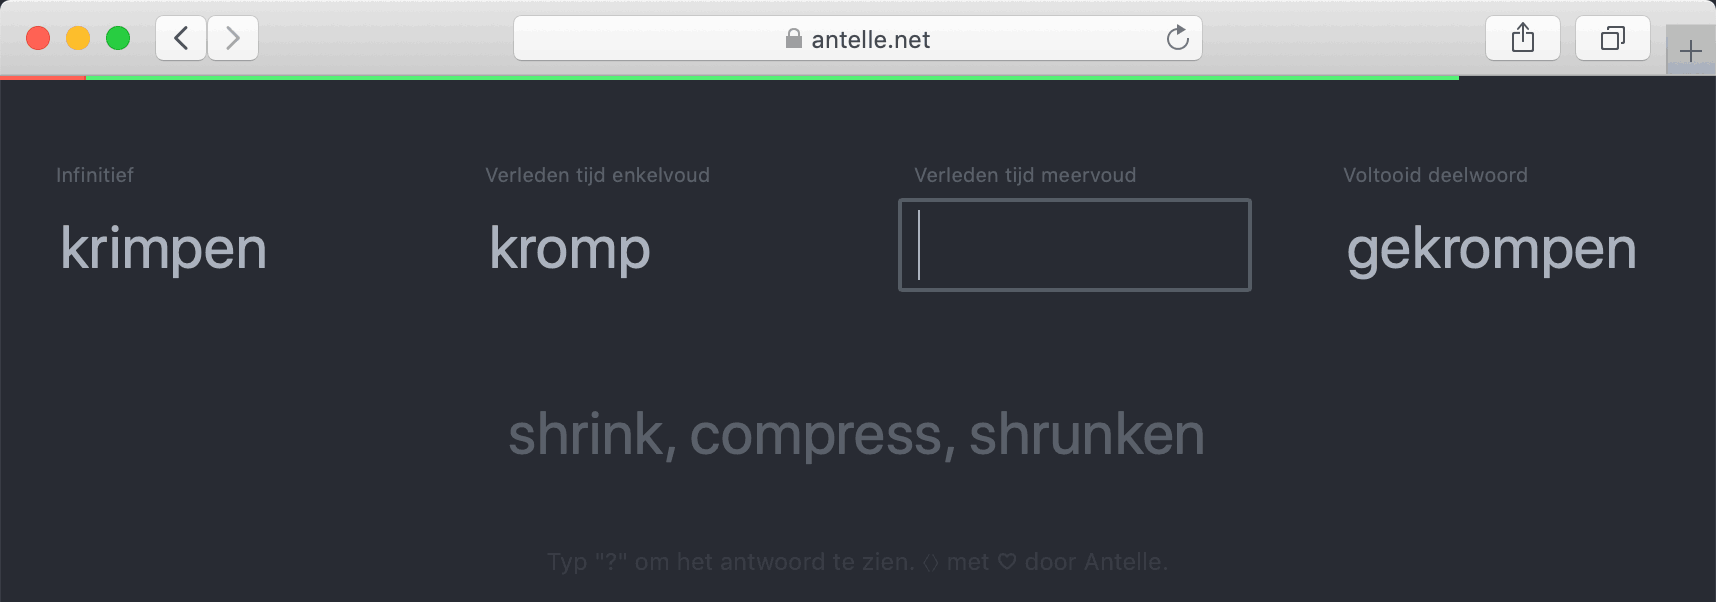 antelle.net
Infinitief Verleden tijd enkelvoud Verleden tijd meervoud Voltooid deelwoord
krimpen kromp gekrompen
shrink, compress, shrunken
Typ "?" om het antwoord te zien. ⟨⟩ met ♡ door Antelle.